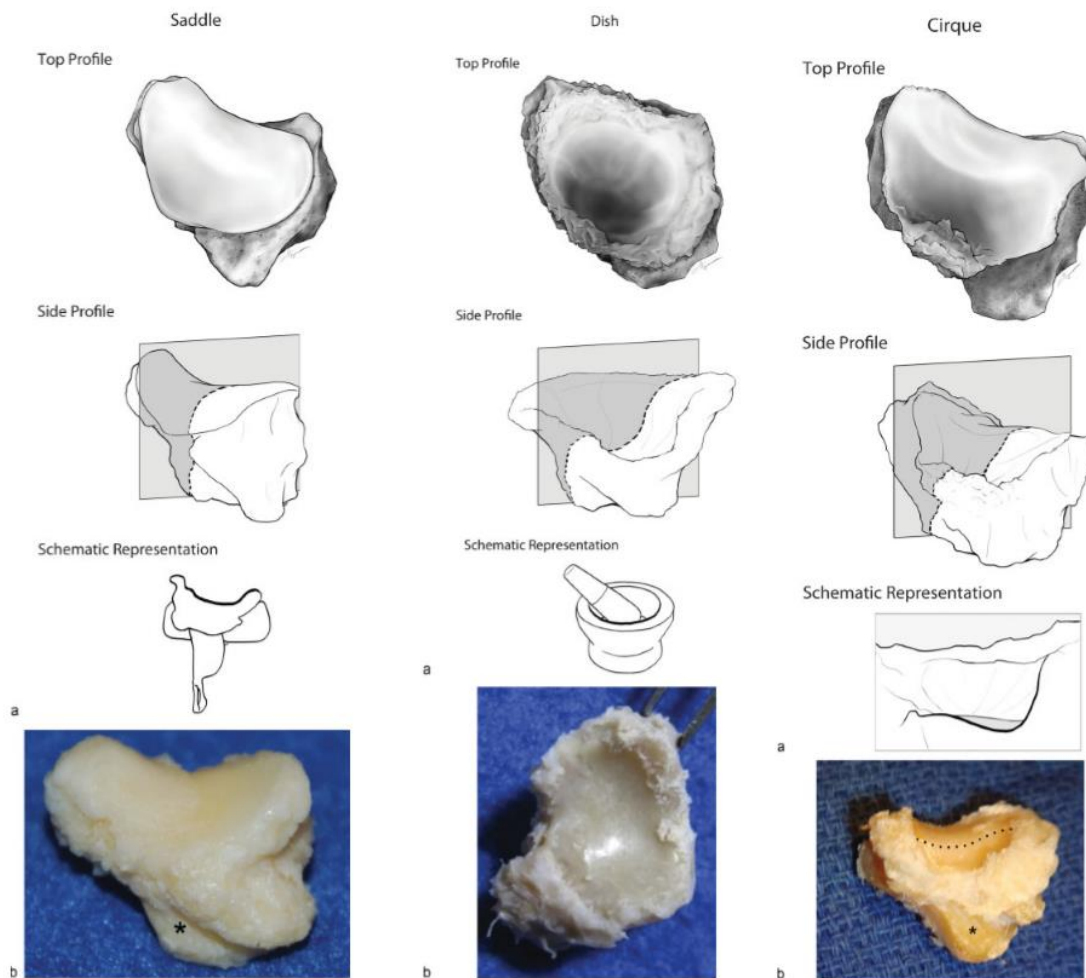 Saddle
Top Profile
Side Profile
Schematic Representation
a
*
b
Dish
Top Profile
Side Profile
Schematic Representation
a
b
Cirque
Top Profile
Side Profile
Schematic Representation
a
*
b